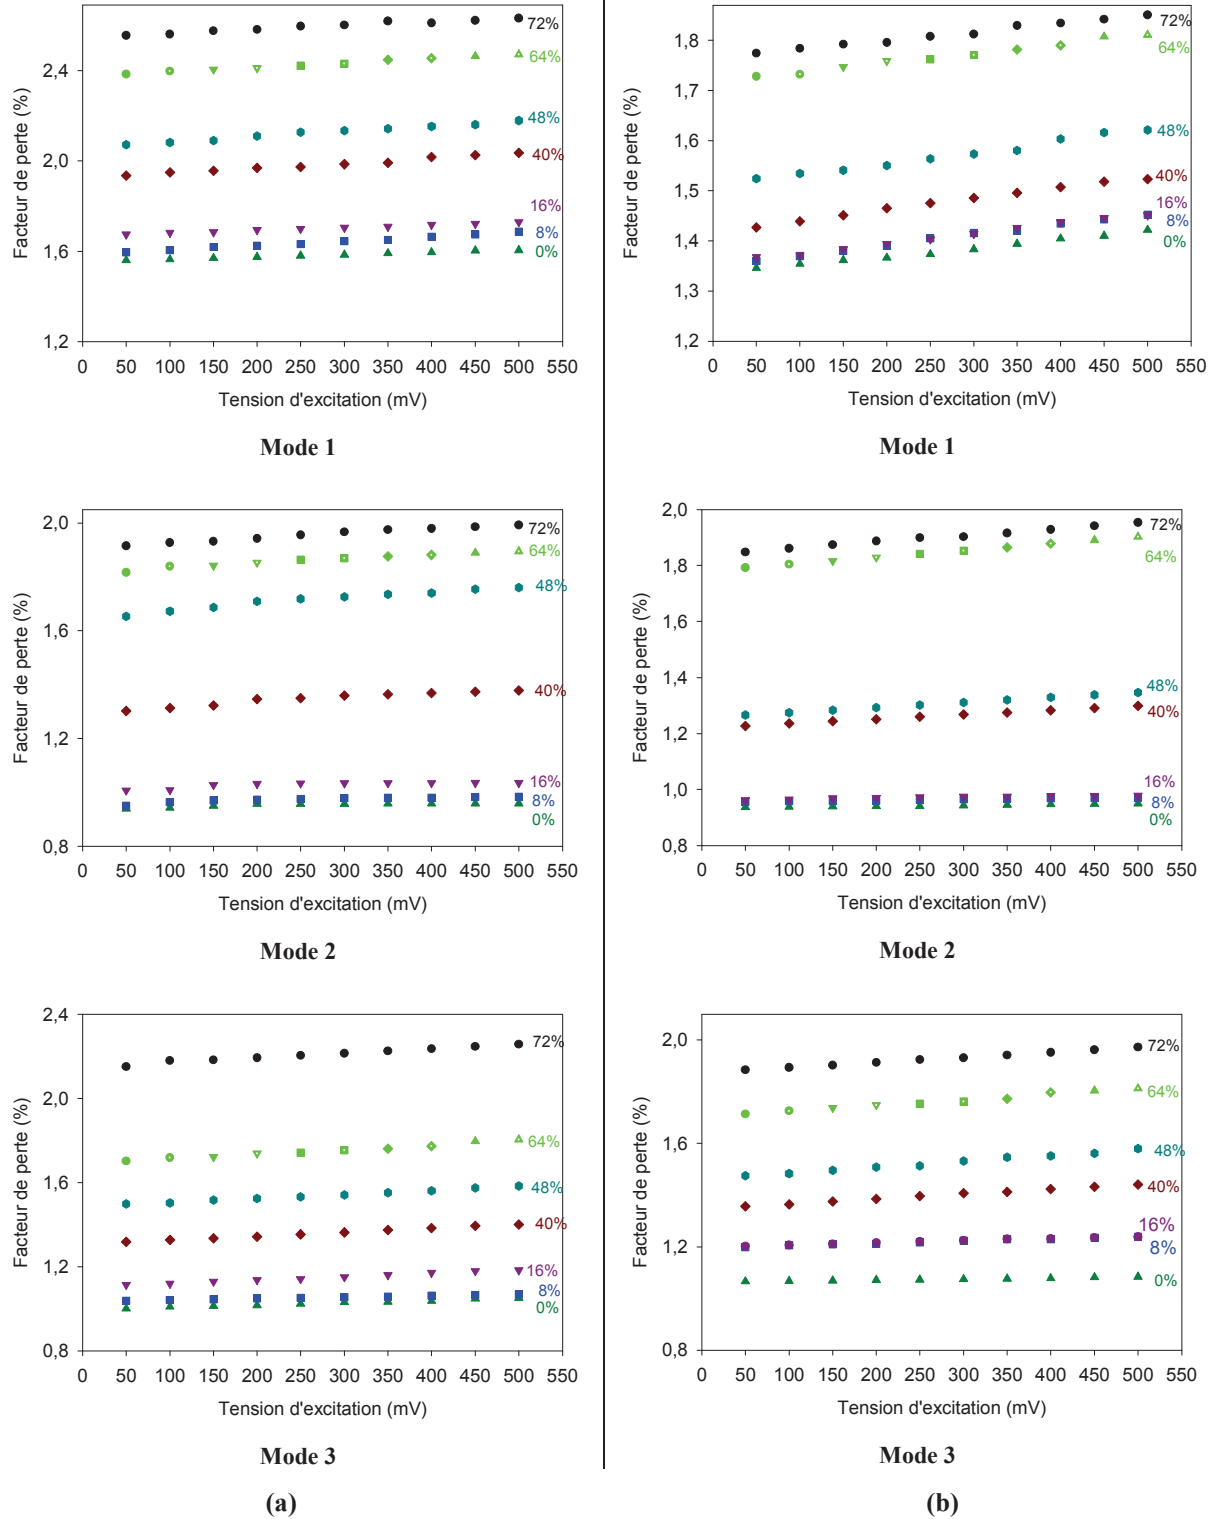 2,4
2,0
1,6
1,2
Facteur de perte (%)
72%
64%
48%
40%
16%
8%
0%
0 50 100 150 200 250 300 350 400 450 500 550
Tension d'excitation (mV)
Mode 1
1,8
1,7
1,6
1,5
1,4
1,3
1,2
Facteur de perte (%)
72%
64%
48%
40%
16%
8%
0%
0 50 100 150 200 250 300 350 400 450 500 550
Tension d'excitation (mV)
Mode 1
2,0
1,6
1,2
0,8
Facteur de perte (%)
72%
64%
48%
40%
16%
8%
0%
0 50 100 150 200 250 300 350 400 450 500 550
Tension d'excitation (mV)
Mode 2
2,0
1,8
1,6
1,4
1,2
1,0
0,8
Facteur de perte (%)
72%
64%
48%
40%
16%
8%
0%
0 50 100 150 200 250 300 350 400 450 500 550
Tension d'excitation (mV)
Mode 2
2,4
2,0
1,6
1,2
0,8
Facteur de perte (%)
72%
64%
48%
40%
16%
8%
0%
0 50 100 150 200 250 300 350 400 450 500 550
Tension d'excitation (mV)
Mode 3
2,0
1,6
1,2
0,8
Facteur de perte (%)
72%
64%
48%
40%
16%
8%
0%
0 50 100 150 200 250 300 350 400 450 500 550
Tension d'excitation (mV)
Mode 3
(a)
(b)